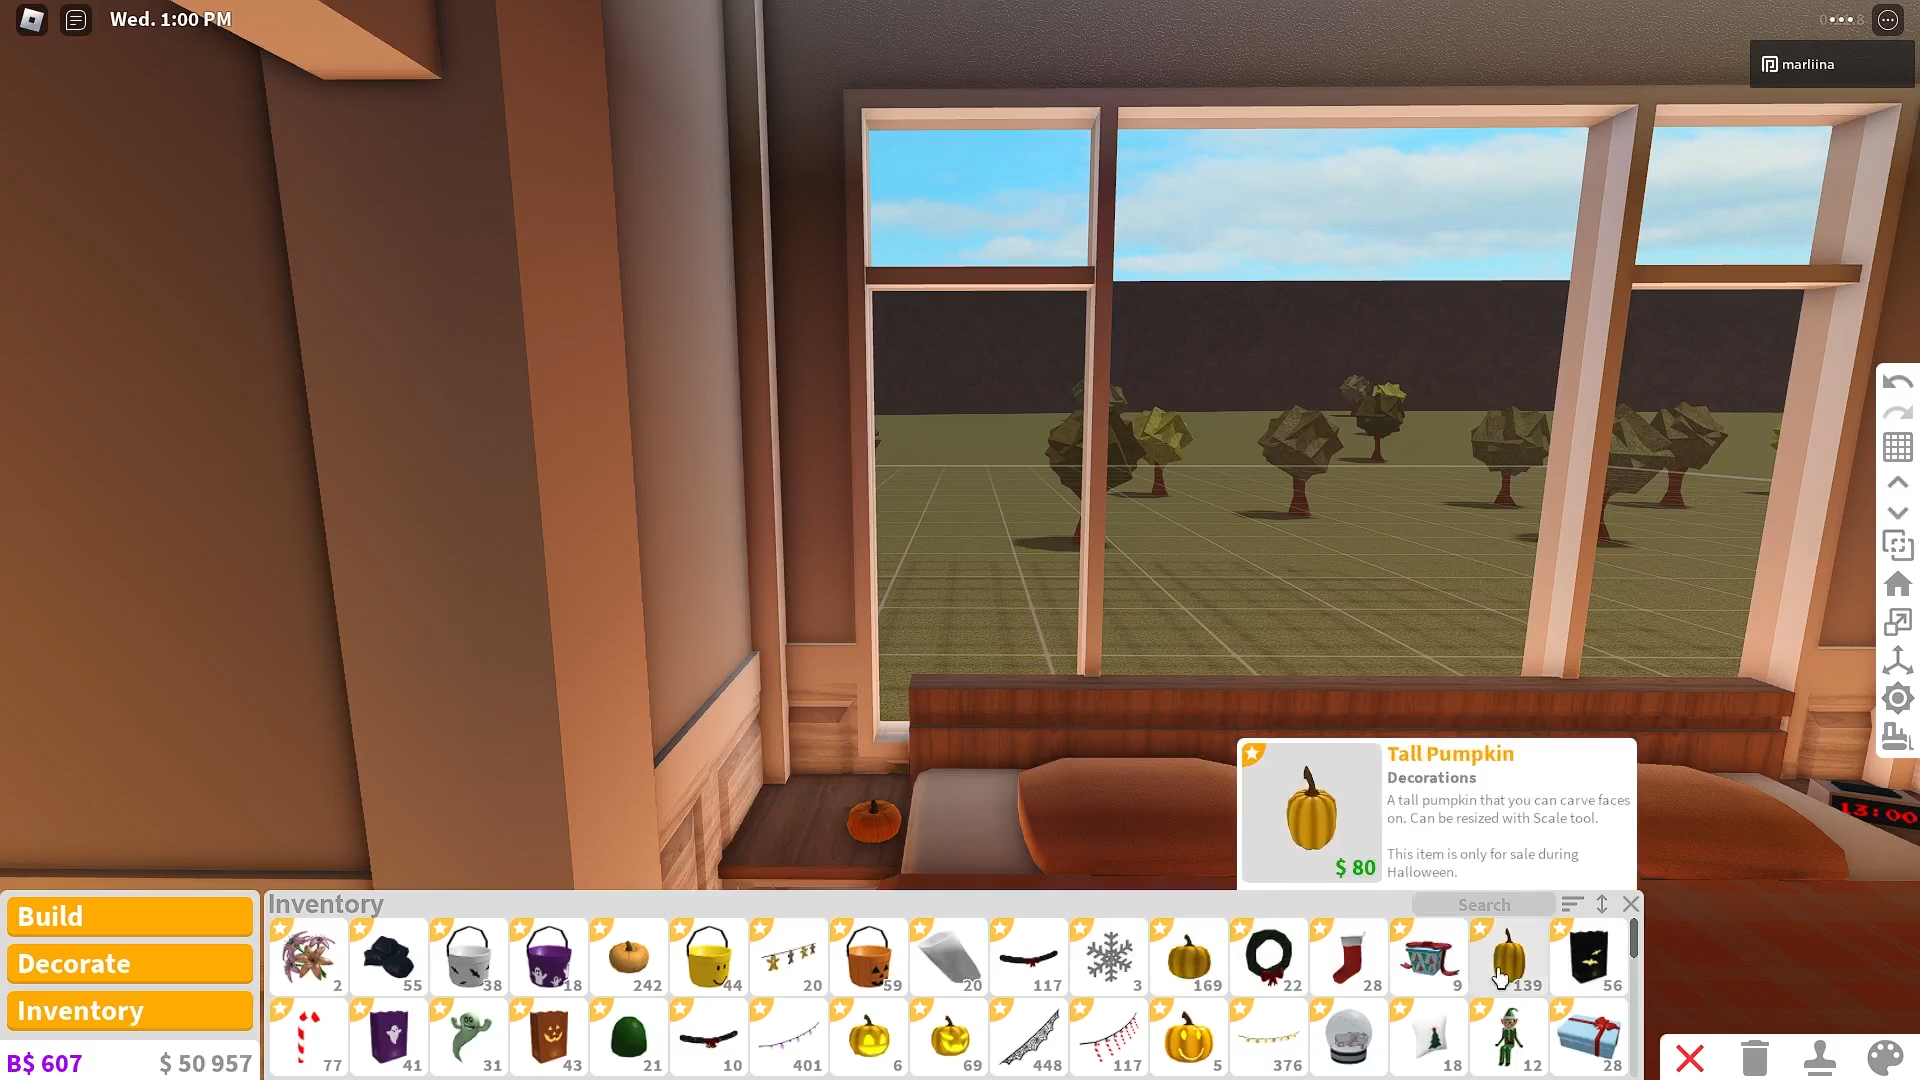 Wed. 1:00 PM
marliina
13:00
Tall Pumpkin
Decorations
A tall pumpkin that you can carve faces
on. Can be resized with Scale tool.
This item is only for sale during
Halloween.
$ 80
Build
Decorate
Inventory
B$ 607
$ 50 957
Inventory
Search
2
55
38
18
242
44
20
59
20
117
3
169
22
28
9
139
56
77
41
31
43
21
10
401
6
69
448
117
5
376
18
12
28